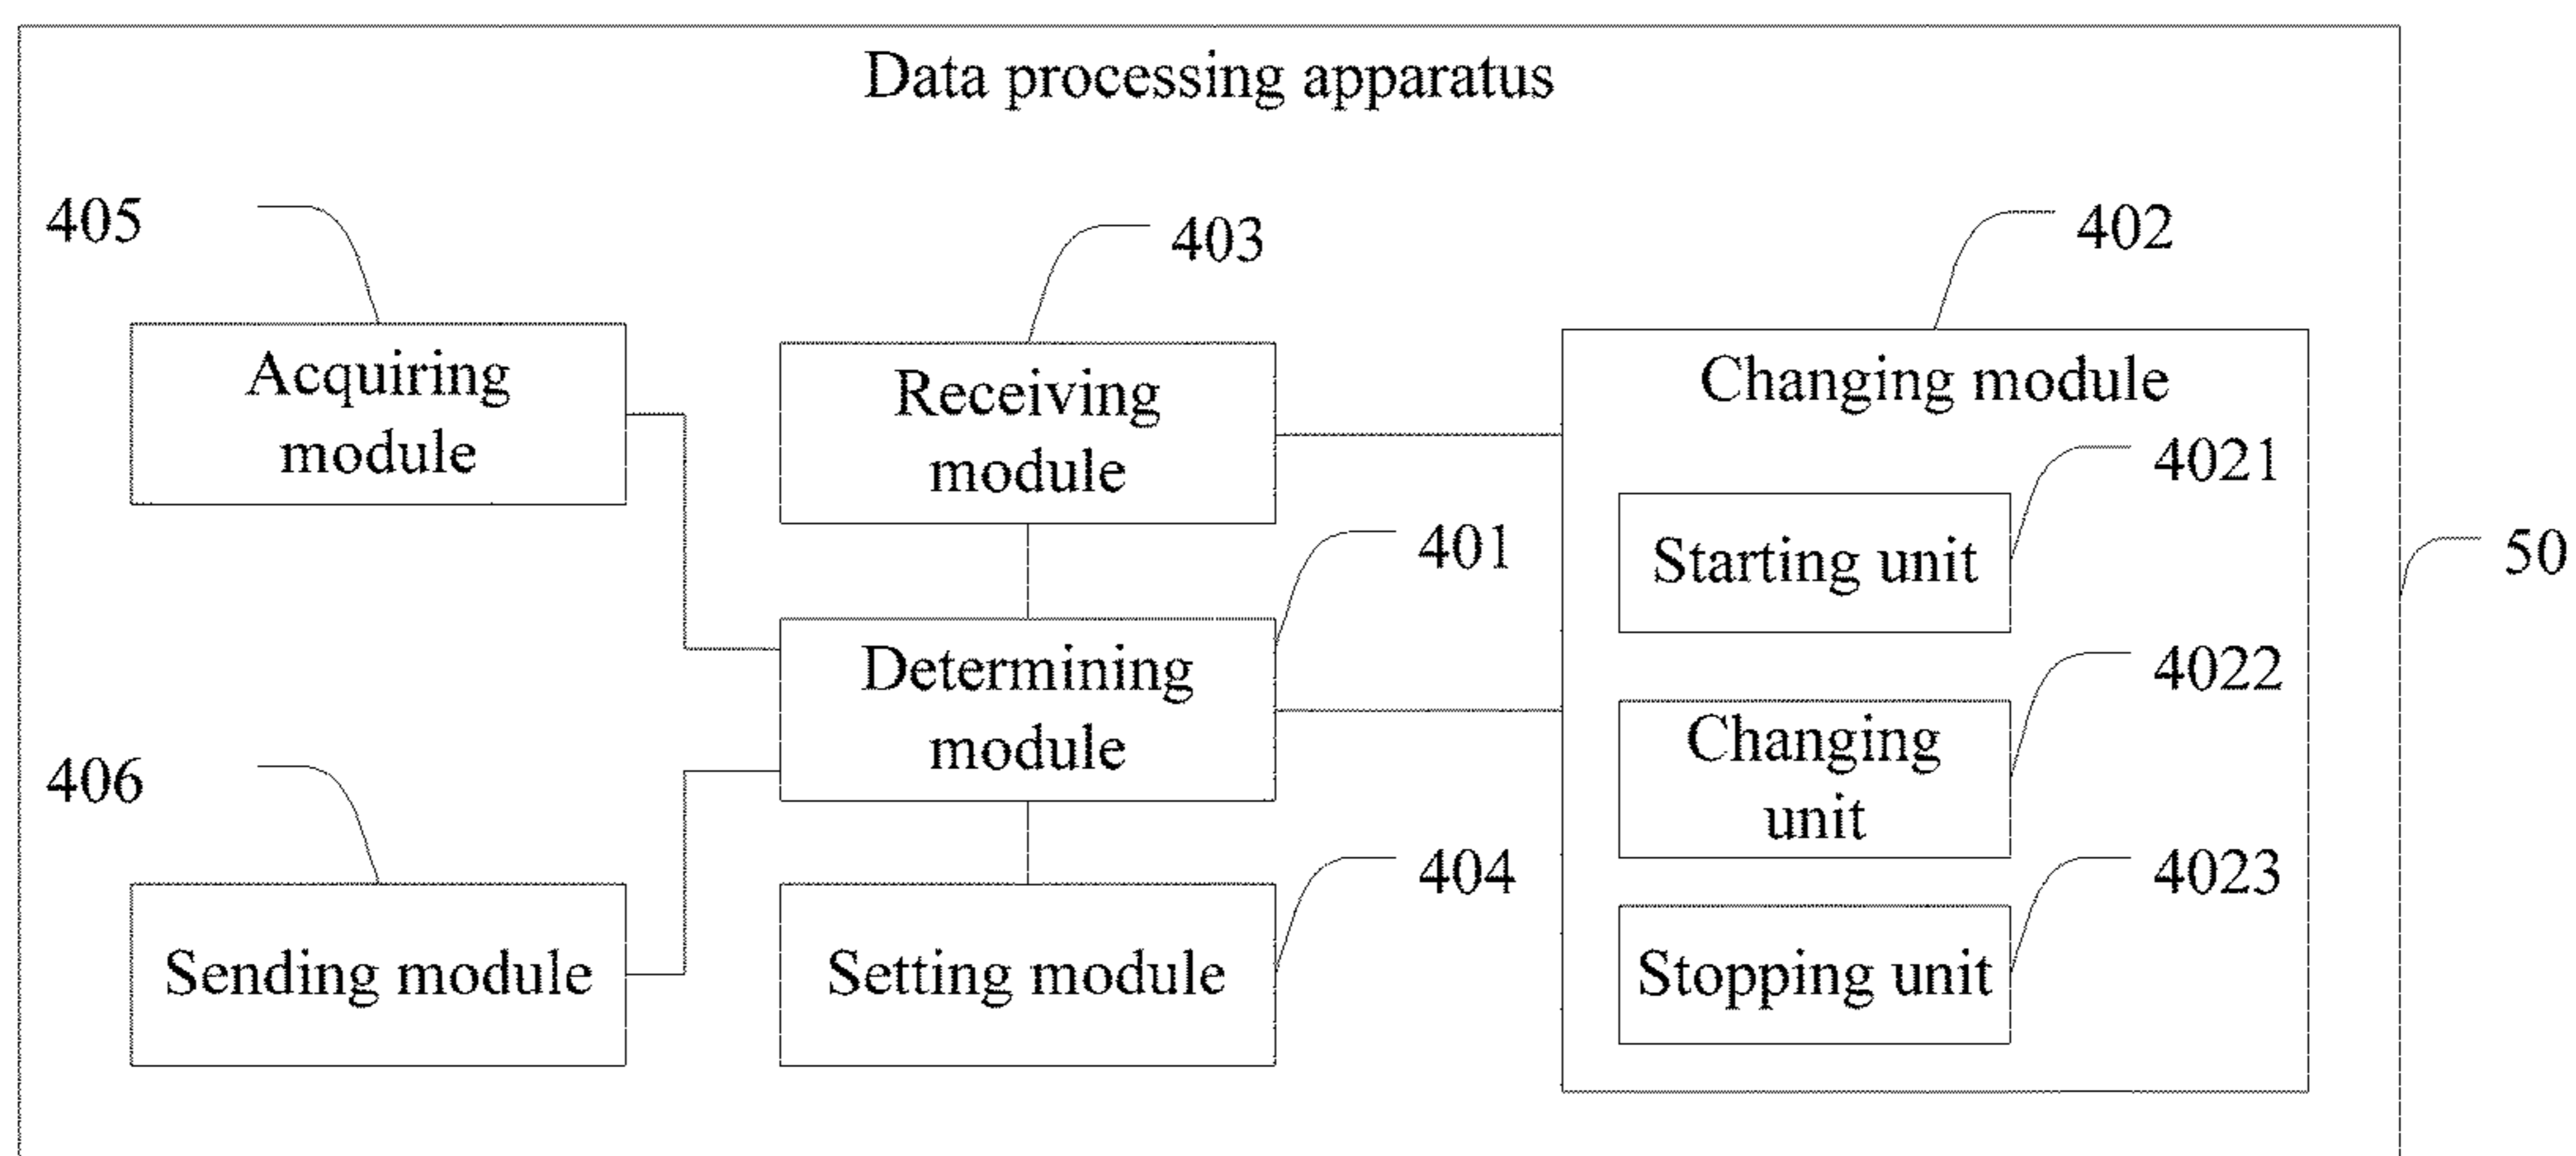 Data processing apparatus
405
403
402
Acquiring
module
Receiving
module
Changing module
4021
Starting unit
401
50
Determining
module
4022
Changing
unit
406
404
4023
Sending module
Setting module
Stopping unit